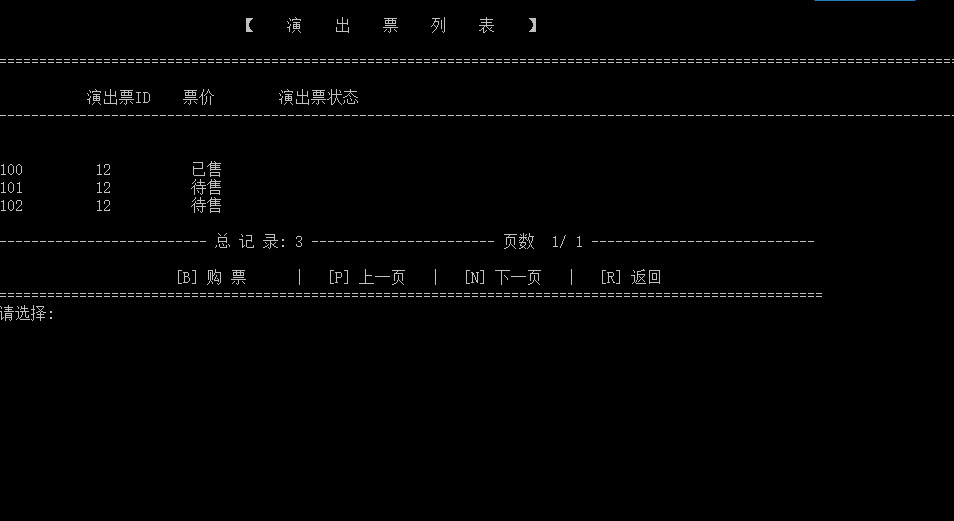 【 演 出 票 列 表 】
========================================================================================================================
演出票ID 票价 演出票状态
------------------------------------------------------------------------------------------------------------------------
100 12 已售
101 12 待售
102 12 待售
-------------------------- 总 记 录: 3 ----------------------- 页数 1/ 1 ----------------------------
[B] 购 票 | [P] 上一页 | [N] 下一页 | [R] 返回
=======================================================================================================
请选择: